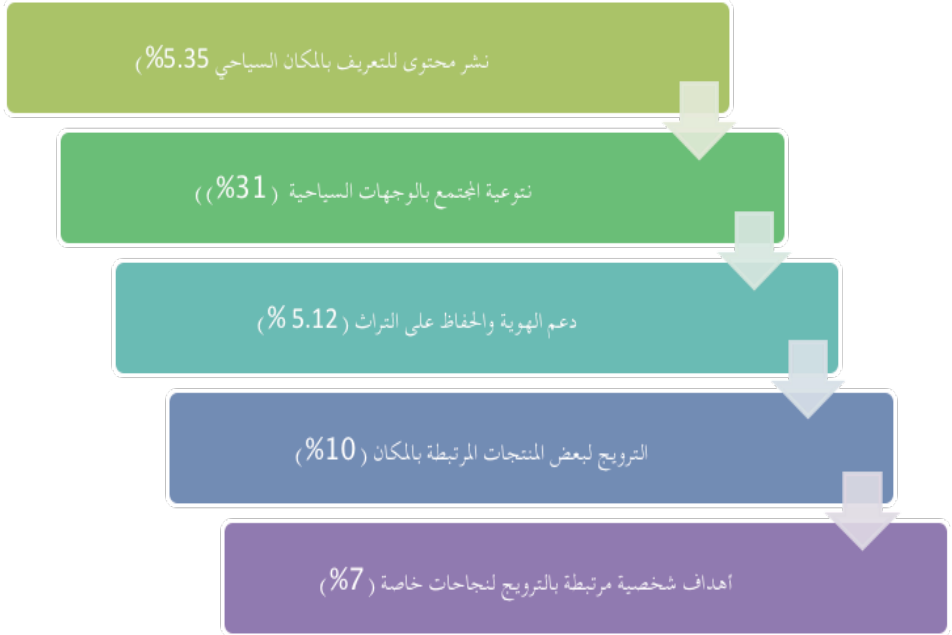 نشر محتوى للتعريف بالمكان السياحي 5.35%)
نتوعية المجتمع بالوجهات السياحية (31%))
دعم الهوية والحفاظ على التراث (5.12 %)
الترويج لبعض المنتجات المرتبطة بالمكان (10%)
أهداف شخصية مرتبطة بالترويج لنجاحات خاصة (7%)